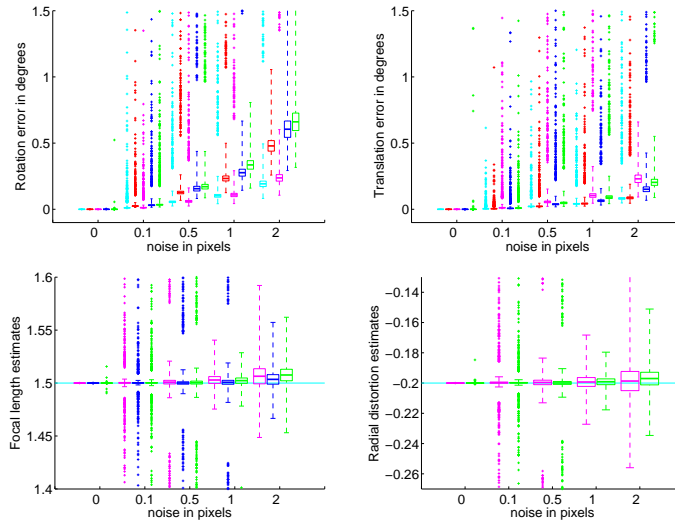 Rotation error in degrees
1.5
1
0.5
0
0 0.1 0.5 1 2
noise in pixels
Translation error in degrees
1.5
1
0.5
0
0 0.1 0.5 1 2
noise in pixels
Focal length estimates
1.6
1.55
1.5
1.45
1.4
0 0.1 0.5 1 2
noise in pixels
Radial distortion estimates
−0.14
−0.16
−0.18
−0.2
−0.22
−0.24
−0.26
0 0.1 0.5 1 2
noise in pixels